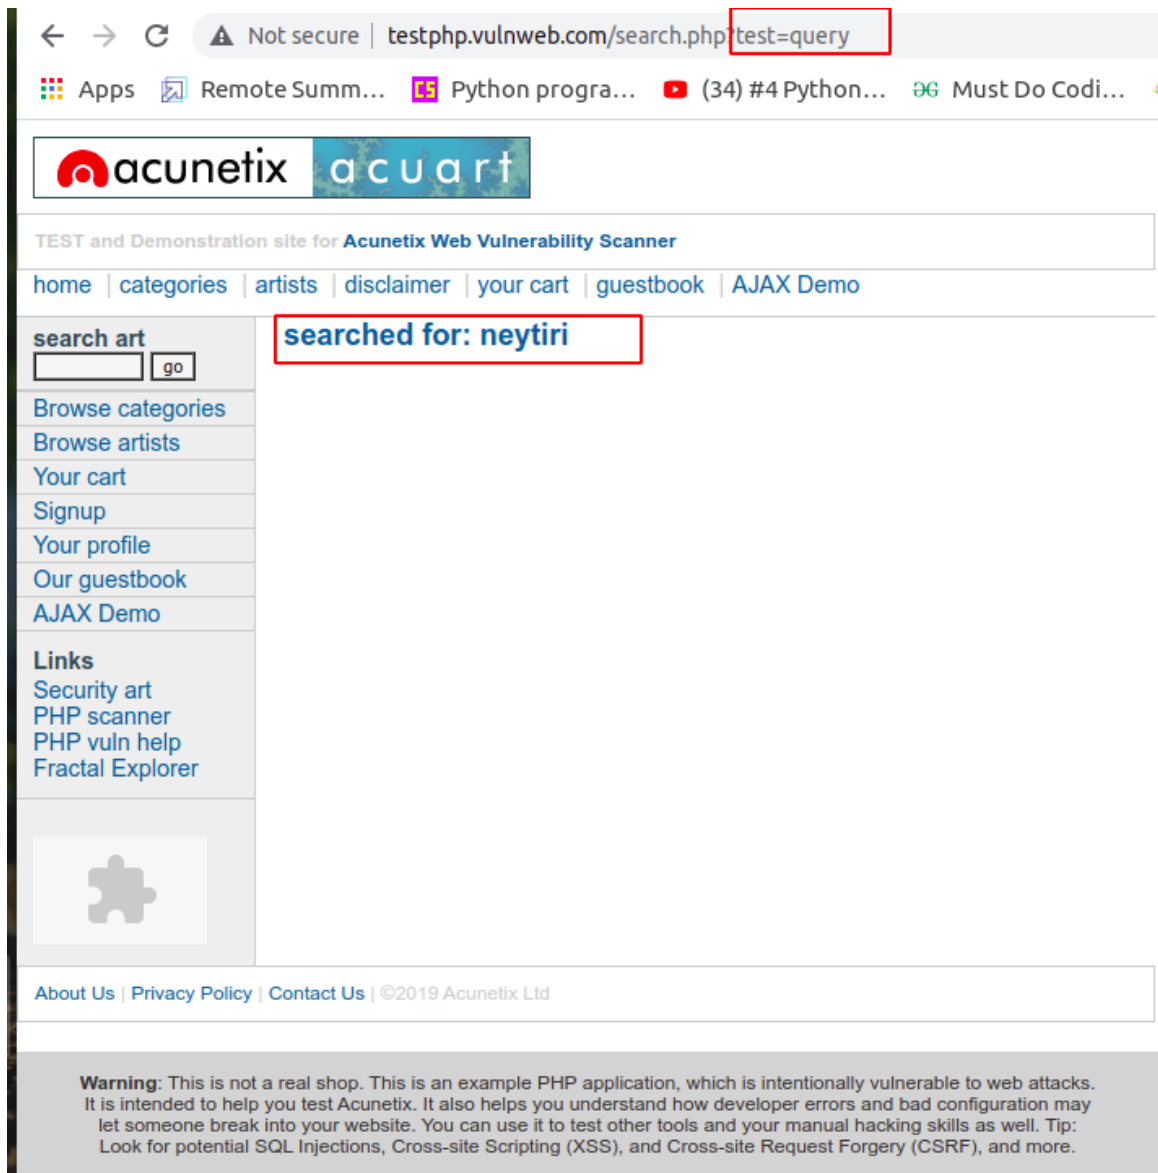 Not secure | testphp.vulnweb.com/search.php?test=query
Apps Remote Summ... CS Python progra... (34) #4 Python... GG Must Do Codi...
acunetix acuart
TEST and Demonstration site for Acunetix Web Vulnerability Scanner
home | categories | artists | disclaimer | your cart | guestbook | AJAX Demo
search art
go
searched for: neytiri
Browse categories
Browse artists
Your cart
Signup
Your profile
Our guestbook
AJAX Demo
Links
Security art
PHP scanner
PHP vuln help
Fractal Explorer
About Us | Privacy Policy | Contact Us | ©2019 Acunetix Ltd
Warning: This is not a real shop. This is an example PHP application, which is intentionally vulnerable to web attacks.
It is intended to help you test Acunetix. It also helps you understand how developer errors and bad configuration may
let someone break into your website. You can use it to test other tools and your manual hacking skills as well. Tip:
Look for potential SQL Injections, Cross-site Scripting (XSS), and Cross-site Request Forgery (CSRF), and more.